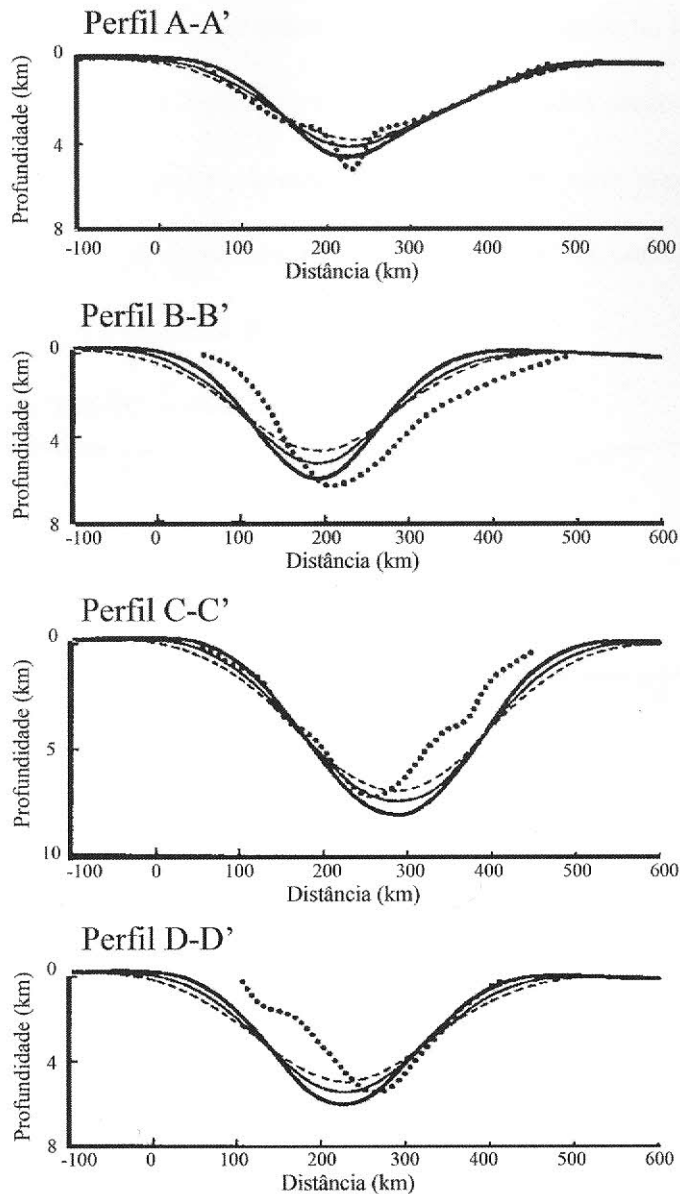 Perfil A-A'
Profundidade (km)
0
4
8
-100 0 100 200 300 400 500 600
Distância (km)
Perfil B-B'
Profundidade (km)
0
4
8
-100 0 100 200 300 400 500 600
Distância (km)
Perfil C-C'
Profundidade (km)
0
5
10
-100 0 100 200 300 400 500 600
Distância (km)
Perfil D-D'
Profundidade (km)
0
4
8
-100 0 100 200 300 400 500 600
Distância (km)